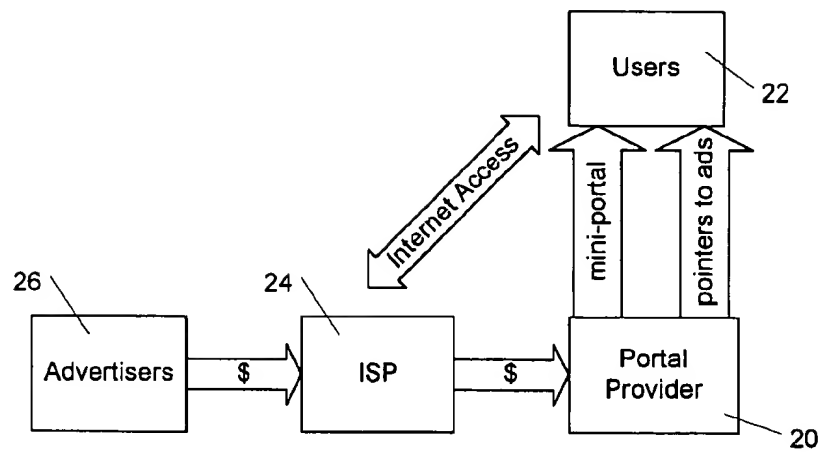 Users
22
Internet Access
mini-portal
pointers to ads
26
24
Advertisers
$
ISP
$
Portal
Provider
20